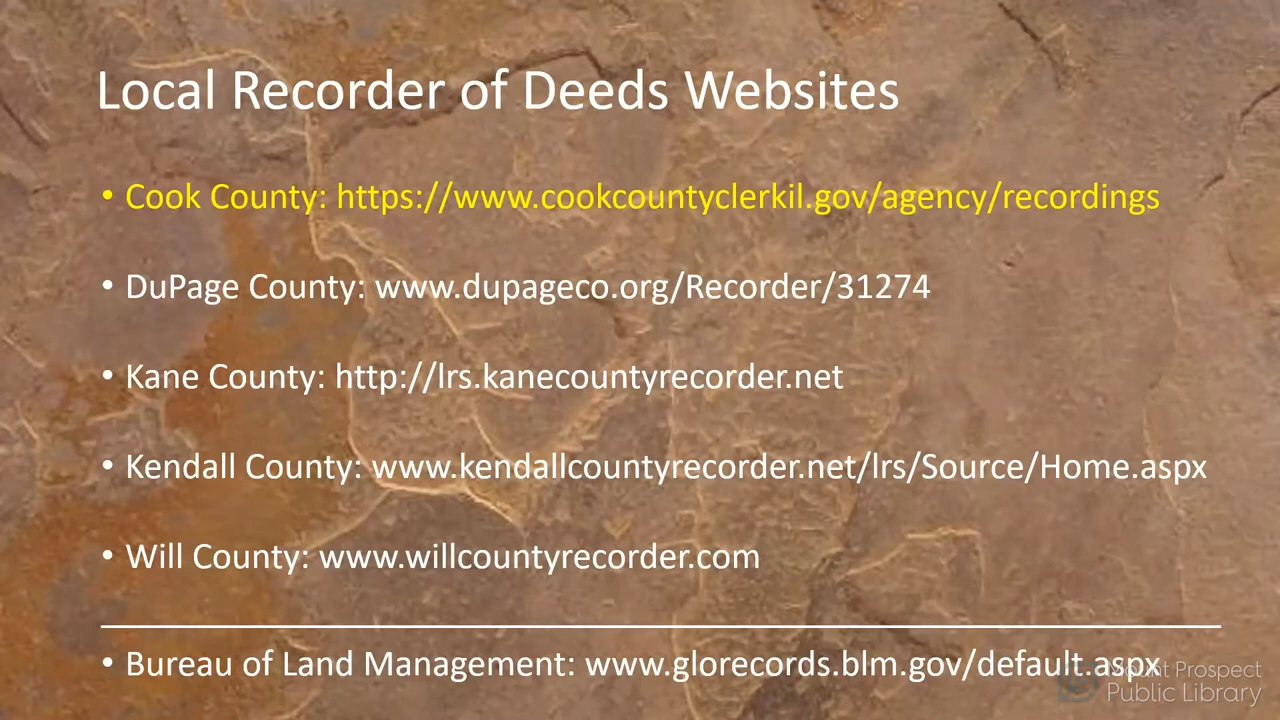 Local Recorder of Deeds Websites
• Cook County: https://www.cookcountyclerkil.gov/agency/recordings
• DuPage County: www.dupageco.org/Recorder/31274
• Kane County: http://lrs.kanecountyrecorder.net
• Kendall County: www.kendallcountyrecorder.net/lrs/Source/Home.aspx
• Will County: www.willcountyrecorder.com
• Bureau of Land Management: www.glorecords.blm.gov/default.aspx
Mount Prospect
Public Library